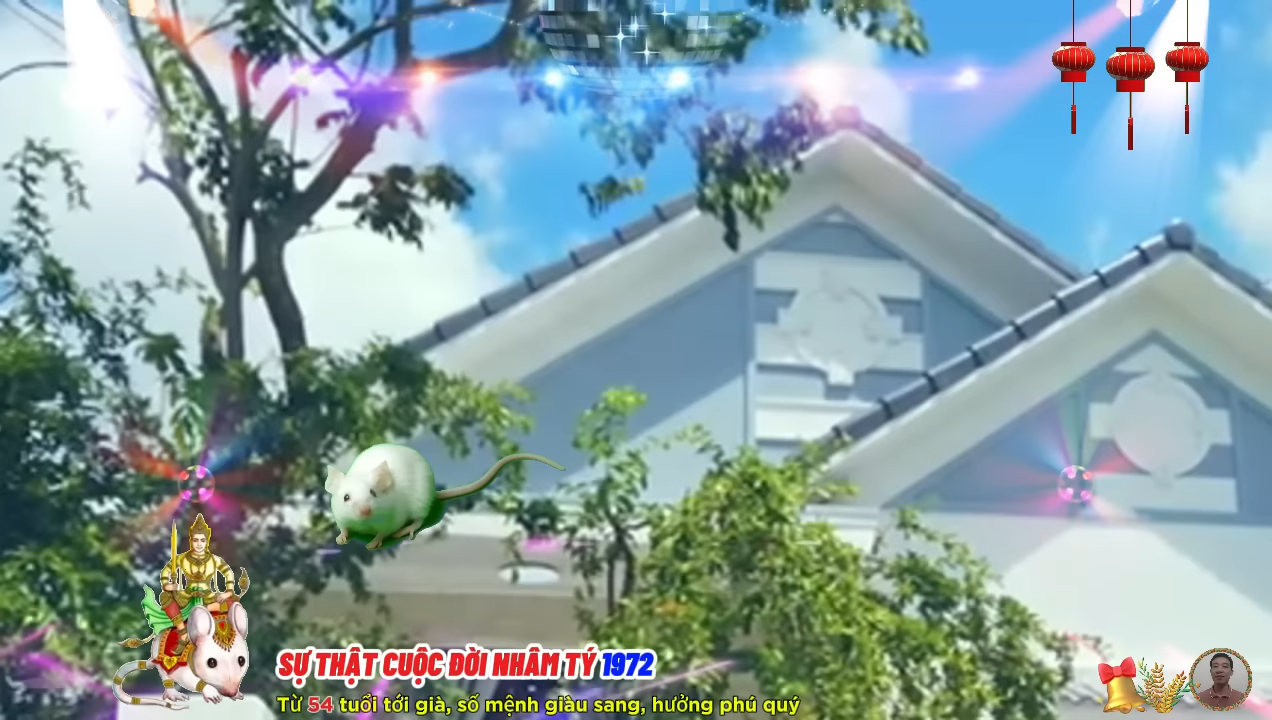 SỰ THẬT CUỘC ĐỜI NHÂM TÝ 1972
Từ 54 tuổi tới già, số mệnh giàu sang, hưởng phú quý